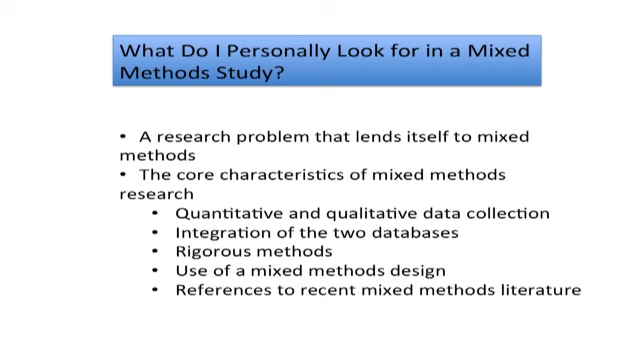 What Do I Personally Look for in a Mixed
Methods Study?
• A research problem that lends itself to mixed
methods
• The core characteristics of mixed methods
research
• Quantitative and qualitative data collection
• Integration of the two databases
• Rigorous methods
• Use of a mixed methods design
• References to recent mixed methods literature